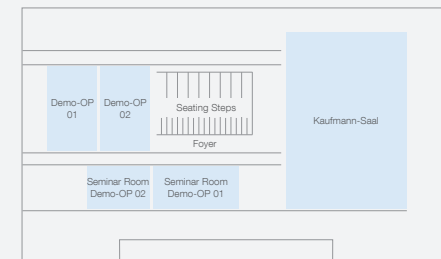 Demo-OP
01
Demo-OP
02
Seating Steps
Foyer
Kaufmann-Saal
Seminar Room
Demo-OP 02
Seminar Room
Demo-OP 01